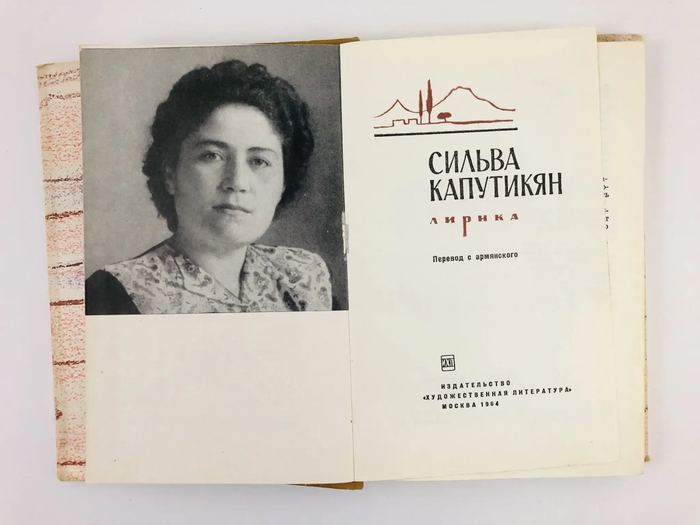 СИЛЬВА
КАПУТИКЯН
лирика
Перевод с армянского
ИЗДАТЕЛЬСТВО
«ХУДОЖЕСТВЕННАЯ ЛИТЕРАТУРА»
МОСКВА 1964